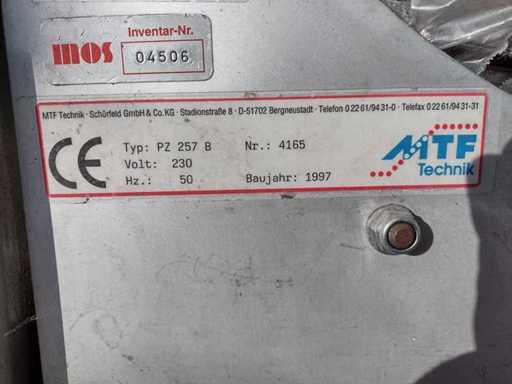 Inventar-Nr.
mos
04506
MTF Technik · Schürfeld GmbH & Co.KG · Stadionstraße 8 · D-51702 Bergneustadt · Telefon 0 22 61/94 31-0 · Telefax 0 22 61/94 31-31
CE
Typ: PZ 257 B Nr.: 4165
Volt: 230
Hz.: 50 Baujahr: 1997
MTF
Technik